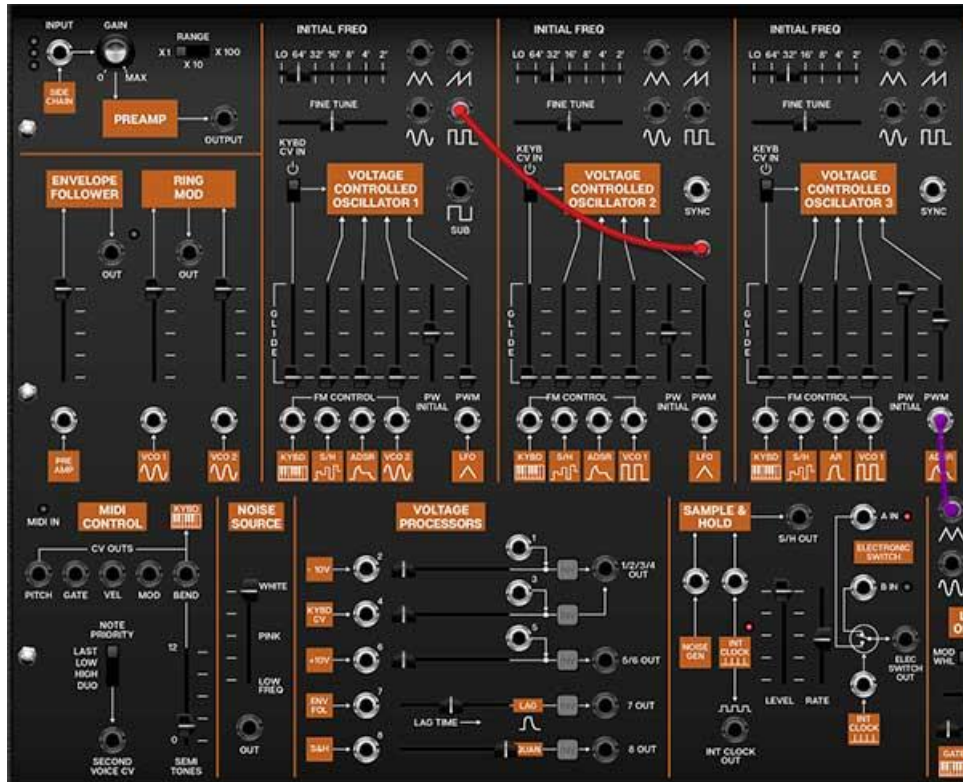 INPUT
GAIN
RANGE
X1
X 100
X 10
0
MAX
SIDE CHAIN
PREAMP
OUTPUT
INITIAL FREQ
LO 64' 32' 16' 8' 4' 2'
FINE TUNE
KYBD CV IN
VOLTAGE
CONTROLLED
OSCILLATOR 1
SUB
GLIDE
FM CONTROL
PW INITIAL
PWM
KYBD
S/H
ADSR
VCO 2
LFO
INITIAL FREQ
LO 64' 32' 16' 8' 4' 2'
FINE TUNE
KEYB CV IN
VOLTAGE
CONTROLLED
OSCILLATOR 2
SYNC
GLIDE
FM CONTROL
PW INITIAL
PWM
KYBD
S/H
ADSR
VCO 1
LFO
INITIAL FREQ
LO 64' 32' 16' 8' 4' 2'
FINE TUNE
KEYB CV IN
VOLTAGE
CONTROLLED
OSCILLATOR 3
SYNC
GLIDE
FM CONTROL
PW INITIAL
PWM
KYBD
S/H
AR
VCO 1
ADSR
ENVELOPE
FOLLOWER
RING
MOD
OUT
OUT
PRE AMP
VCO 1
VCO 2
MIDI IN
MIDI
CONTROL
KYBD
CV OUTS
PITCH GATE VEL MOD BEND
NOTE
PRIORITY
LAST
LOW
HIGH
DUO
12
0
SECOND
VOICE CV
SEMI
TONES
NOISE
SOURCE
WHITE
PINK
LOW
FREQ
OUT
VOLTAGE
PROCESSORS
- 10V
2
1
INV
1/2/3/4
OUT
KYBD
CV
4
3
INV
+10V
6
5
INV
5/6 OUT
ENV
FOL
7
LAG TIME
LAG
INV
7 OUT
S&H
8
QUAN
INV
8 OUT
SAMPLE &
HOLD
S/H OUT
NOISE
GEN
INT
CLOCK
LEVEL
RATE
INT CLOCK
OUT
A IN
ELECTRONIC
SWITCH
B IN
ELEC
SWITCH
OUT
INT
CLOCK
MOD
WHL
GATE